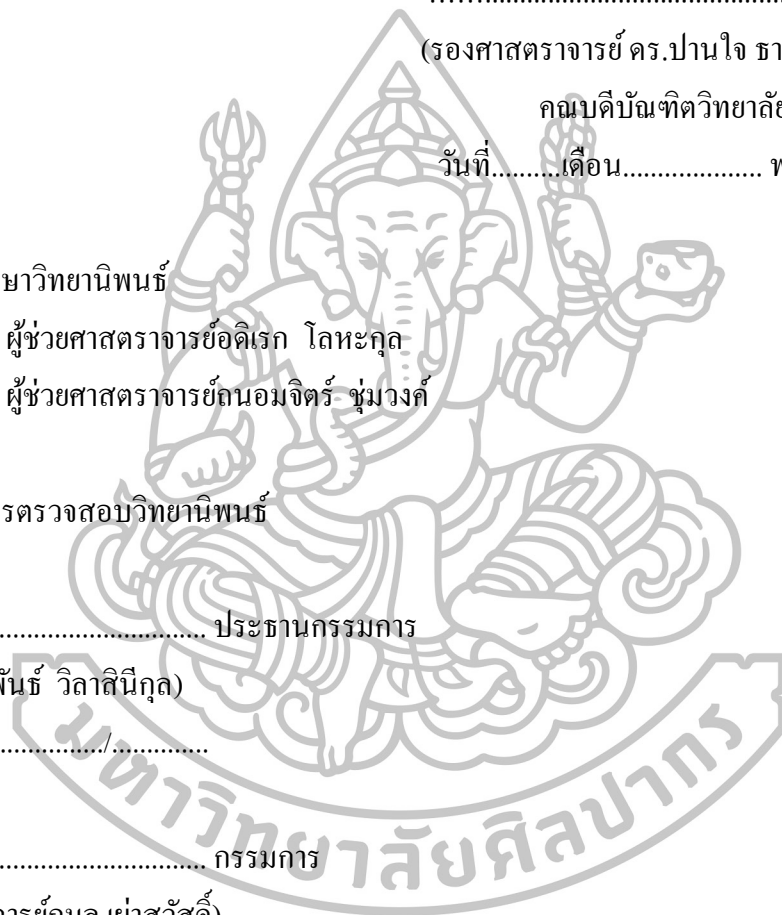 (รองศาสตราจารย์ ดร.ปานใจ ธา
คณบดีบัณฑิตวิทยาลัย
วันที่..........เดือน.................... พ
ษาวิทยานิพนธ์
ผู้ช่วยศาสตราจารย์อดิเรก โลหะกุล
ผู้ช่วยศาสตราจารย์ถนอมจิตร์ ชุ่มวงค์
รตรวจสอบวิทยานิพนธ์
.............................. ประธานกรรมการ
พันธ์ วิลาสินีกุล)
.............../..............
.............................. กรรมการ
มหาวิทยาลัยศิลปากร